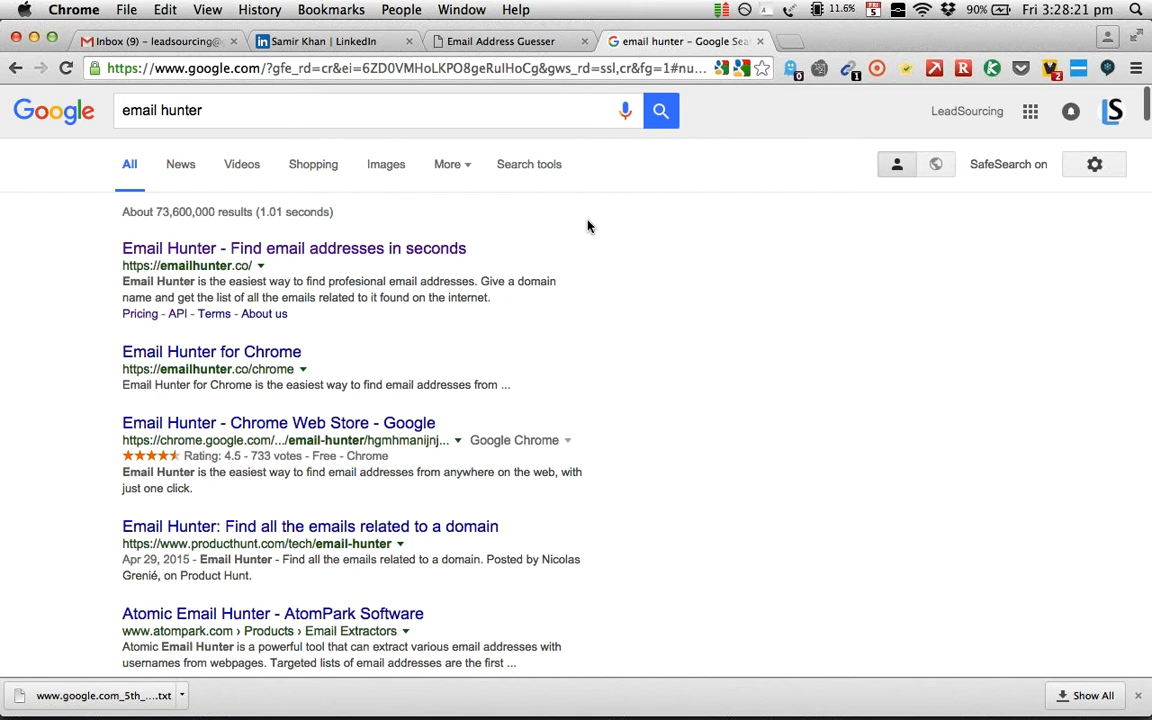 Chrome File Edit View History Bookmarks People Window Help 11.6% FRI 5 90% Fri 3:28:21 pm
Inbox (9) - leadsourcing@ Samir Khan | LinkedIn Email Address Guesser email hunter - Google Sea
https://www.google.com/?gfe_rd=cr&ei=6ZD0VMHoLKPO8geRuIHoCg&gws_rd=ssl,cr&fg=1#nu... 0 1 R K 2
Google email hunter LeadSourcing LS
All News Videos Shopping Images More Search tools SafeSearch on
About 73,600,000 results (1.01 seconds)
Email Hunter - Find email addresses in seconds
https://emailhunter.co/
Email Hunter is the easiest way to find profesional email addresses. Give a domain
name and get the list of all the emails related to it found on the internet.
Pricing - API - Terms - About us
Email Hunter for Chrome
https://emailhunter.co/chrome
Email Hunter for Chrome is the easiest way to find email addresses from ...
Email Hunter - Chrome Web Store - Google
https://chrome.google.com/.../email-hunter/hgmhmanijnj... Google Chrome
Rating: 4.5 - 733 votes - Free - Chrome
Email Hunter is the easiest way to find email addresses from anywhere on the web, with
just one click.
Email Hunter: Find all the emails related to a domain
https://www.producthunt.com/tech/email-hunter
Apr 29, 2015 - Email Hunter - Find all the emails related to a domain. Posted by Nicolas
Grenié, on Product Hunt.
Atomic Email Hunter - AtomPark Software
www.atompark.com › Products › Email Extractors
Atomic Email Hunter is a powerful tool that can extract various email addresses with
usernames from webpages. Targeted lists of email addresses are the first ...
www.google.com_5th_....txt Show All